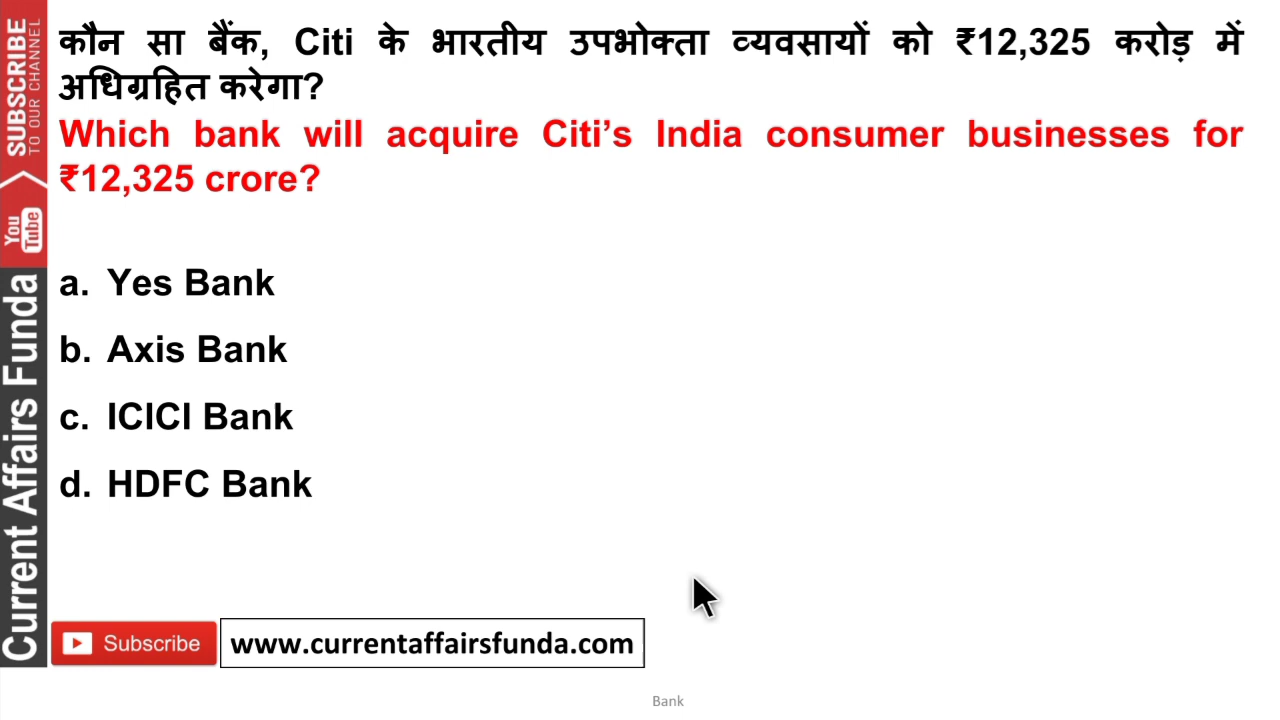 कौन सा बैंक, Citi के भारतीय उपभोक्ता व्यवसायों को ₹12,325 करोड़ में
अधिग्रहित करेगा?
Which bank will acquire Citi's India consumer businesses for
₹12,325 crore?
a. Yes Bank
b. Axis Bank
c. ICICI Bank
d. HDFC Bank
SUBSCRIBE
TO OUR CHANNEL
You
Tube
Current Affairs Funda
Subscribe
www.currentaffairsfunda.com
Bank